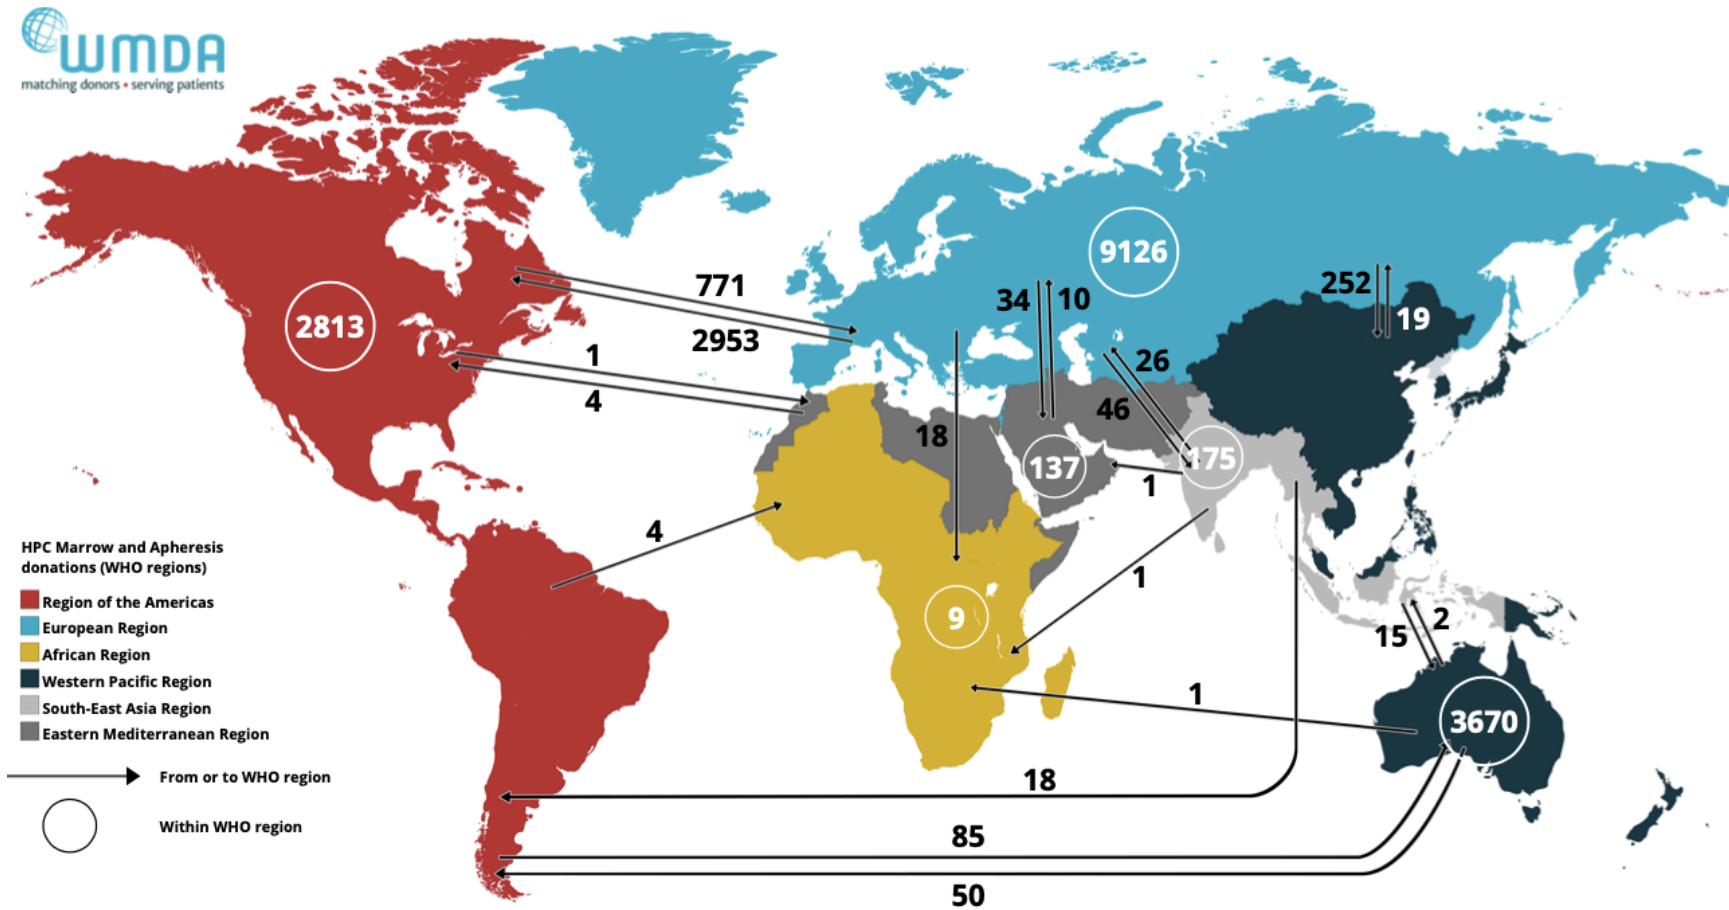 WMDA
matching donors • serving patients
9126
252
19
771
2953
34
10
2813
1
4
26
46
18
137
175
1
4
1
9
15
2
1
3670
18
85
50
HPC Marrow and Apheresis
donations (WHO regions)
Region of the Americas
European Region
African Region
Western Pacific Region
South-East Asia Region
Eastern Mediterranean Region
From or to WHO region
Within WHO region